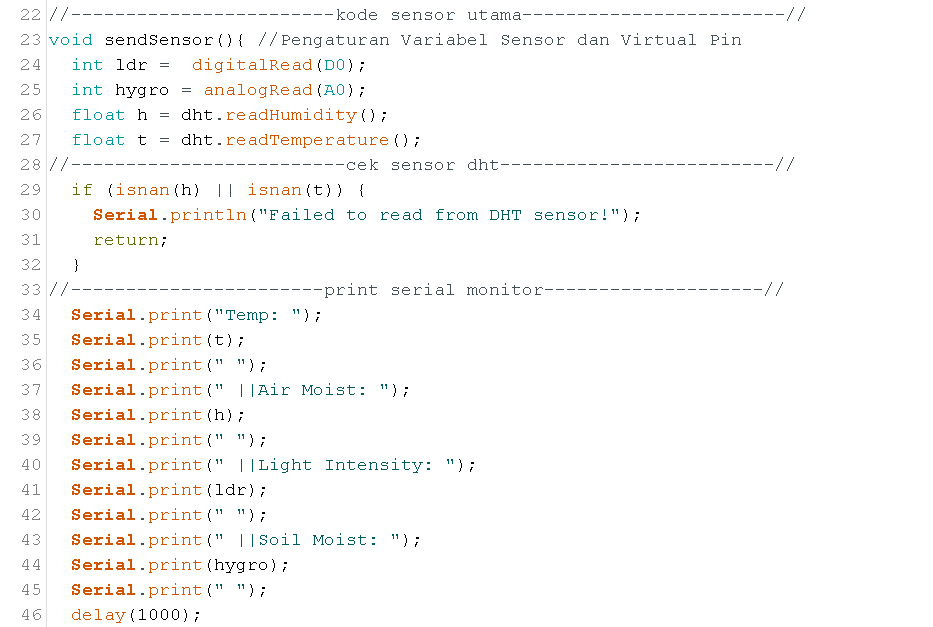 22 //------------------------kode sensor utama------------------------//
23 void sendSensor(){ //Pengaturan Variabel Sensor dan Virtual Pin
24   int ldr =  digitalRead(D0);
25   int hygro = analogRead(A0);
26   float h = dht.readHumidity();
27   float t = dht.readTemperature();
28 //-------------------------cek sensor dht-------------------------//
29   if (isnan(h) || isnan(t)) {
30     Serial.println("Failed to read from DHT sensor!");
31     return;
32   }
33 //-----------------------print serial monitor--------------------//
34   Serial.print("Temp: ");
35   Serial.print(t);
36   Serial.print(" ");
37   Serial.print(" ||Air Moist: ");
38   Serial.print(h);
39   Serial.print(" ");
40   Serial.print(" ||Light Intensity: ");
41   Serial.print(ldr);
42   Serial.print(" ");
43   Serial.print(" ||Soil Moist: ");
44   Serial.print(hygro);
45   Serial.print(" ");
46   delay(1000);